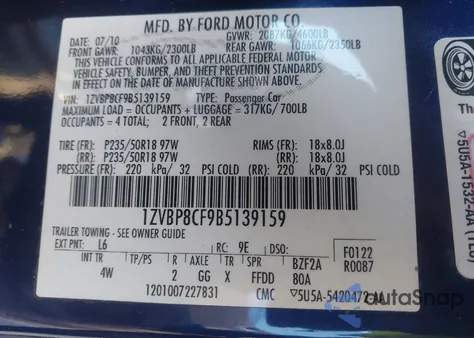 MFD. BY FORD MOTOR CO.
DATE: 07/10 GVWR: 2087KG/4600LB
FRONT GAWR: 1043KG/2300LB REAR GAWR: 1066KG/2350LB
THIS VEHICLE CONFORMS TO ALL APPLICABLE FEDERAL MOTOR VEHICLE
SAFETY, BUMPER, AND THEFT PREVENTION STANDARDS IN EFFECT ON THE DATE
OF MANUFACTURE SHOWN ABOVE.
VIN: 1ZVBP8CF9B5139159 TYPE: Passenger Car
MAXIMUM LOAD = OCCUPANTS + LUGGAGE = 317KG/ 700LB
OCCUPANTS = 4 TOTAL: 2 FRONT, 2 REAR
TIRE (FR): P235/50R18 97W RIMS (FR): 18x8.0J
TIRE (RR): P235/50R18 97W RIMS (RR): 18x8.0J
PRESSURE (FR): 220 kPa/ 32 PSI COLD (RR): 220 kPa/ 32 PSI COLD
1ZVBP8CF9B5139159
TRAILER TOWING - SEE OWNER GUIDE
EXT PNT: L6 RC: 9E BZF2A F0122
INT TR TP/PS R AXLE TR SPR R0087
4W 2 GG X FFDD 80A
1201007227831 CMC ▽5U5A-5420472-AA
▽5U5A-1532-BA (TLS)
autoSnap